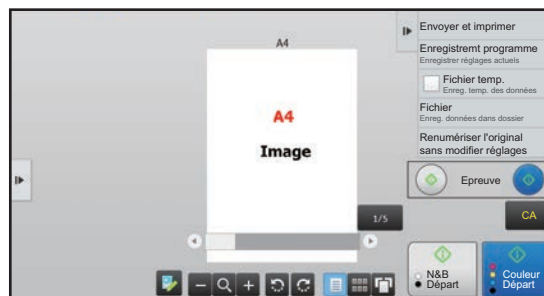 A4
A4
Image
1/5
Envoyer et imprimer
Enregistremt programme
Enregistrer réglages actuels
Fichier temp.
Enreg. temp. des données
Fichier
Enreg. données dans dossier
Renumériser l'original
sans modifier réglages
Epreuve
CA
N&B
Départ
Couleur
Départ